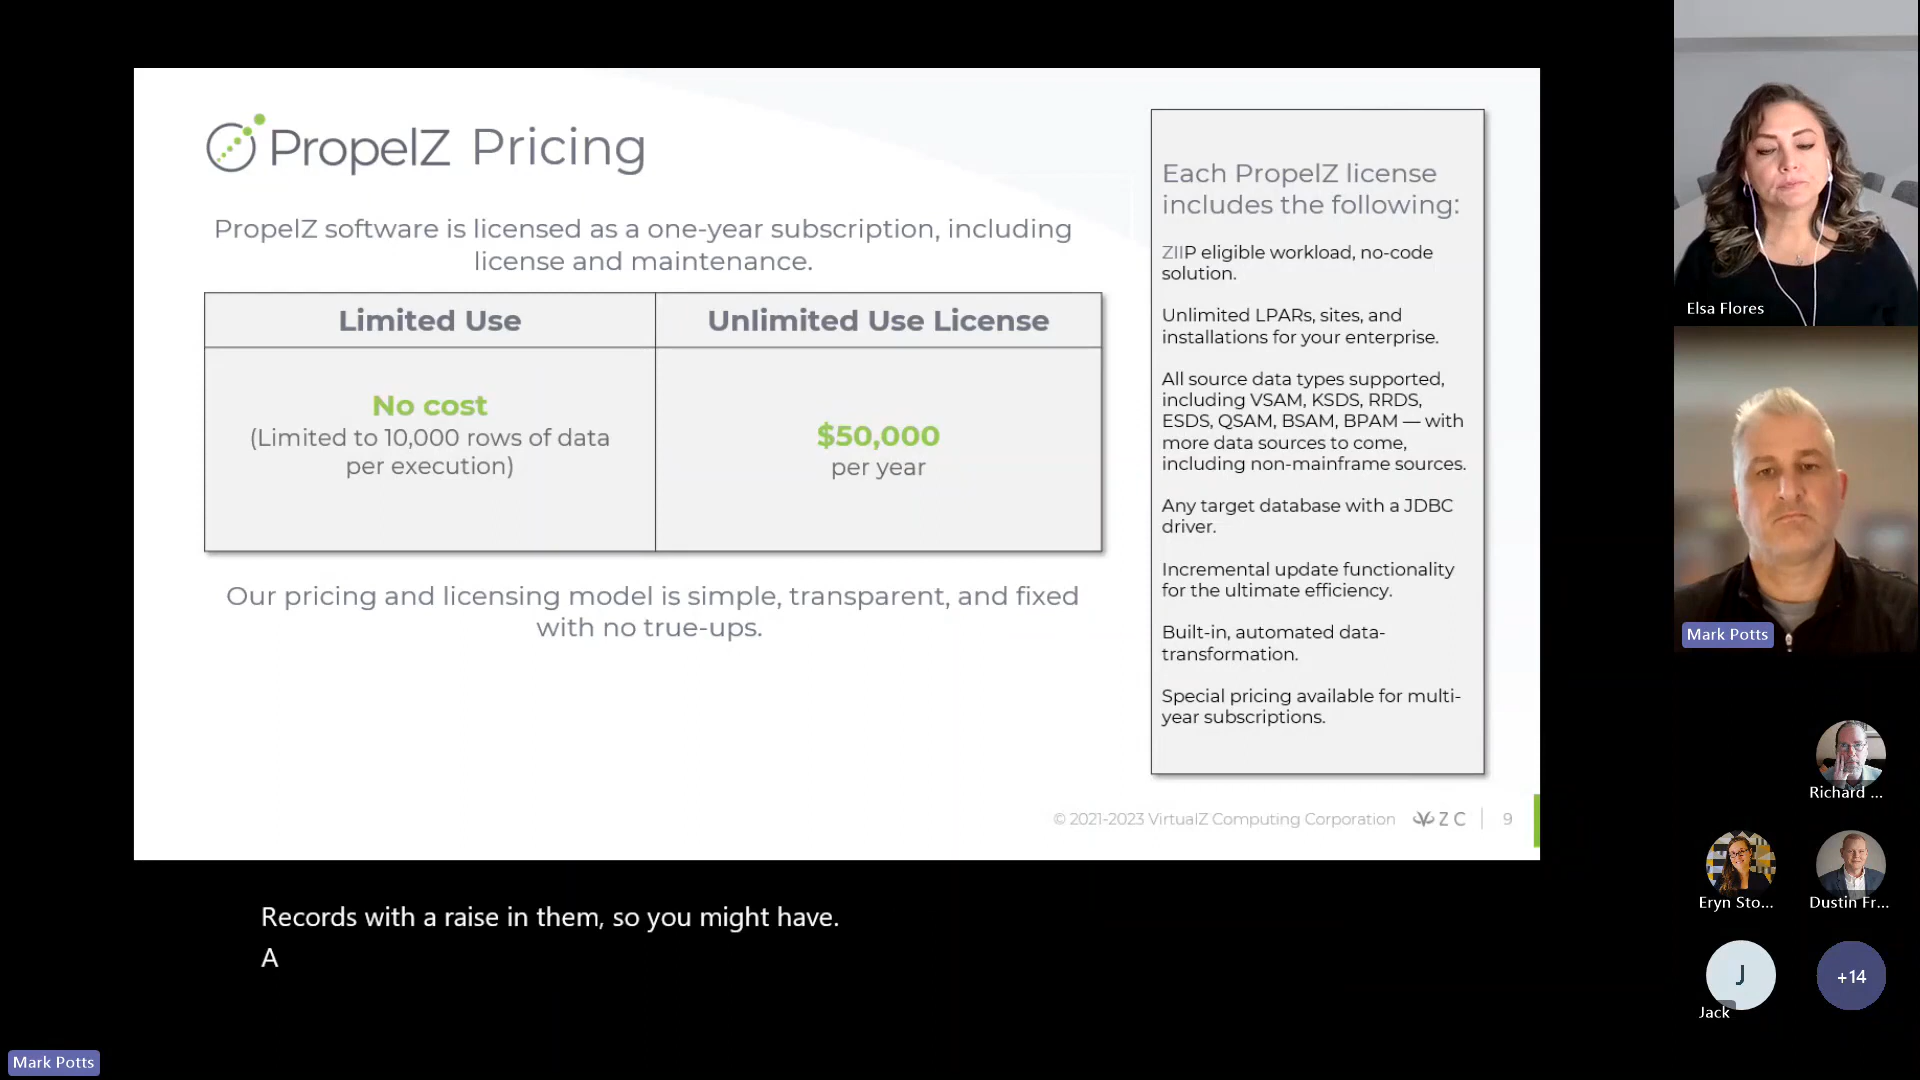 PropelZ Pricing
PropelZ software is licensed as a one-year subscription, including
license and maintenance.
Limited Use
Unlimited Use License
No cost
(Limited to 10,000 rows of data
per execution)
$50,000
per year
Our pricing and licensing model is simple, transparent, and fixed
with no true-ups.
Each PropelZ license
includes the following:
ZIIP eligible workload, no-code
solution.
Unlimited LPARs, sites, and
installations for your enterprise.
All source data types supported,
including VSAM, KSDS, RRDS,
ESDS, QSAM, BSAM, BPAM — with
more data sources to come,
including non-mainframe sources.
Any target database with a JDBC
driver.
Incremental update functionality
for the ultimate efficiency.
Built-in, automated data-
transformation.
Special pricing available for multi-
year subscriptions.
© 2021-2023 VirtualZ Computing Corporation
VZC
9
Elsa Flores
Mark Potts
Richard ...
Eryn Sto...
Dustin Fr...
J
Jack
+14
Records with a raise in them, so you might have.
A
Mark Potts